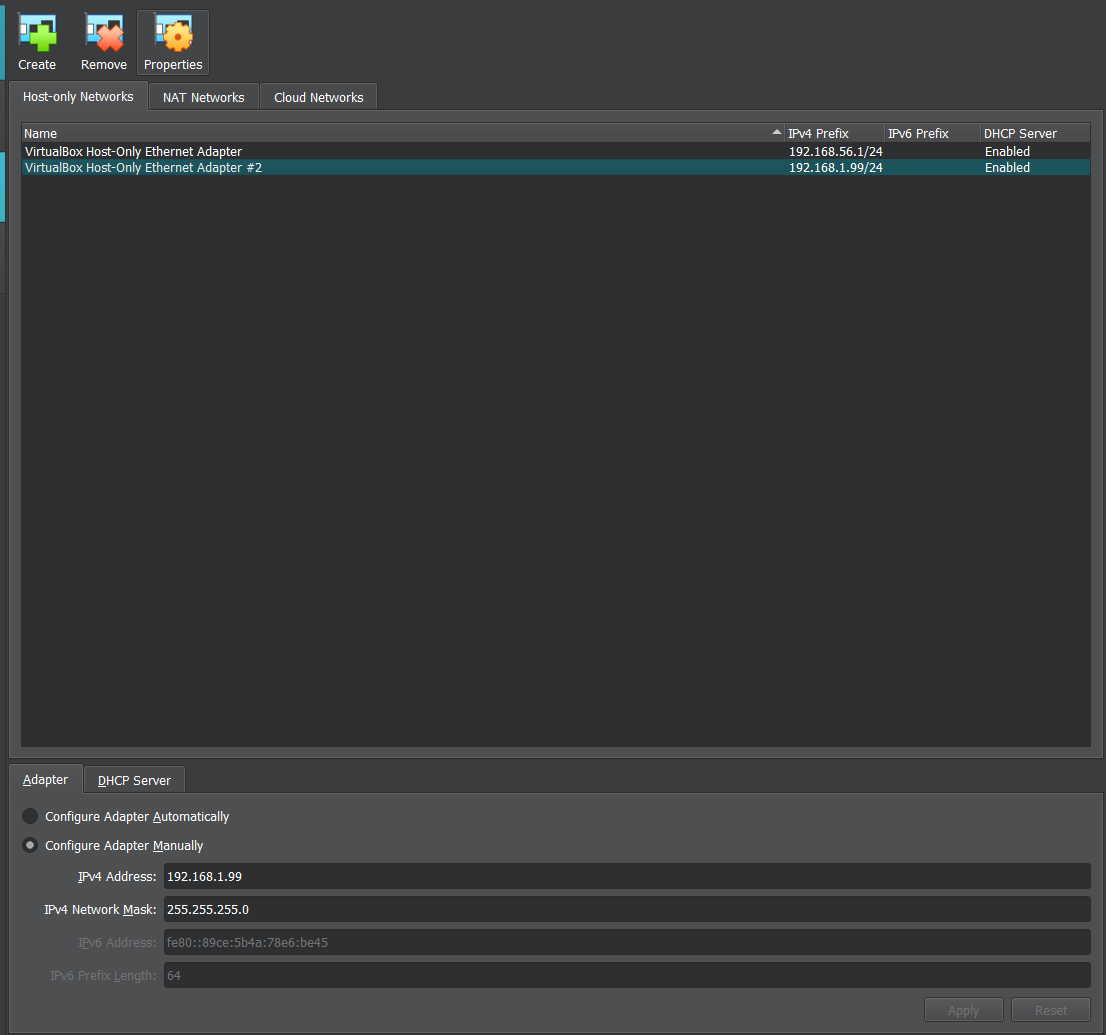 Create Remove Properties
Host-only Networks NAT Networks Cloud Networks
Name IPv4 Prefix IPv6 Prefix DHCP Server
VirtualBox Host-Only Ethernet Adapter 192.168.56.1/24 Enabled
VirtualBox Host-Only Ethernet Adapter #2 192.168.1.99/24 Enabled
Adapter DHCP Server
Configure Adapter Automatically
Configure Adapter Manually
IPv4 Address: 192.168.1.99
IPv4 Network Mask: 255.255.255.0
IPv6 Address: fe80::89ce:5b4a:78e6:be45
IPv6 Prefix Length: 64
Apply Reset